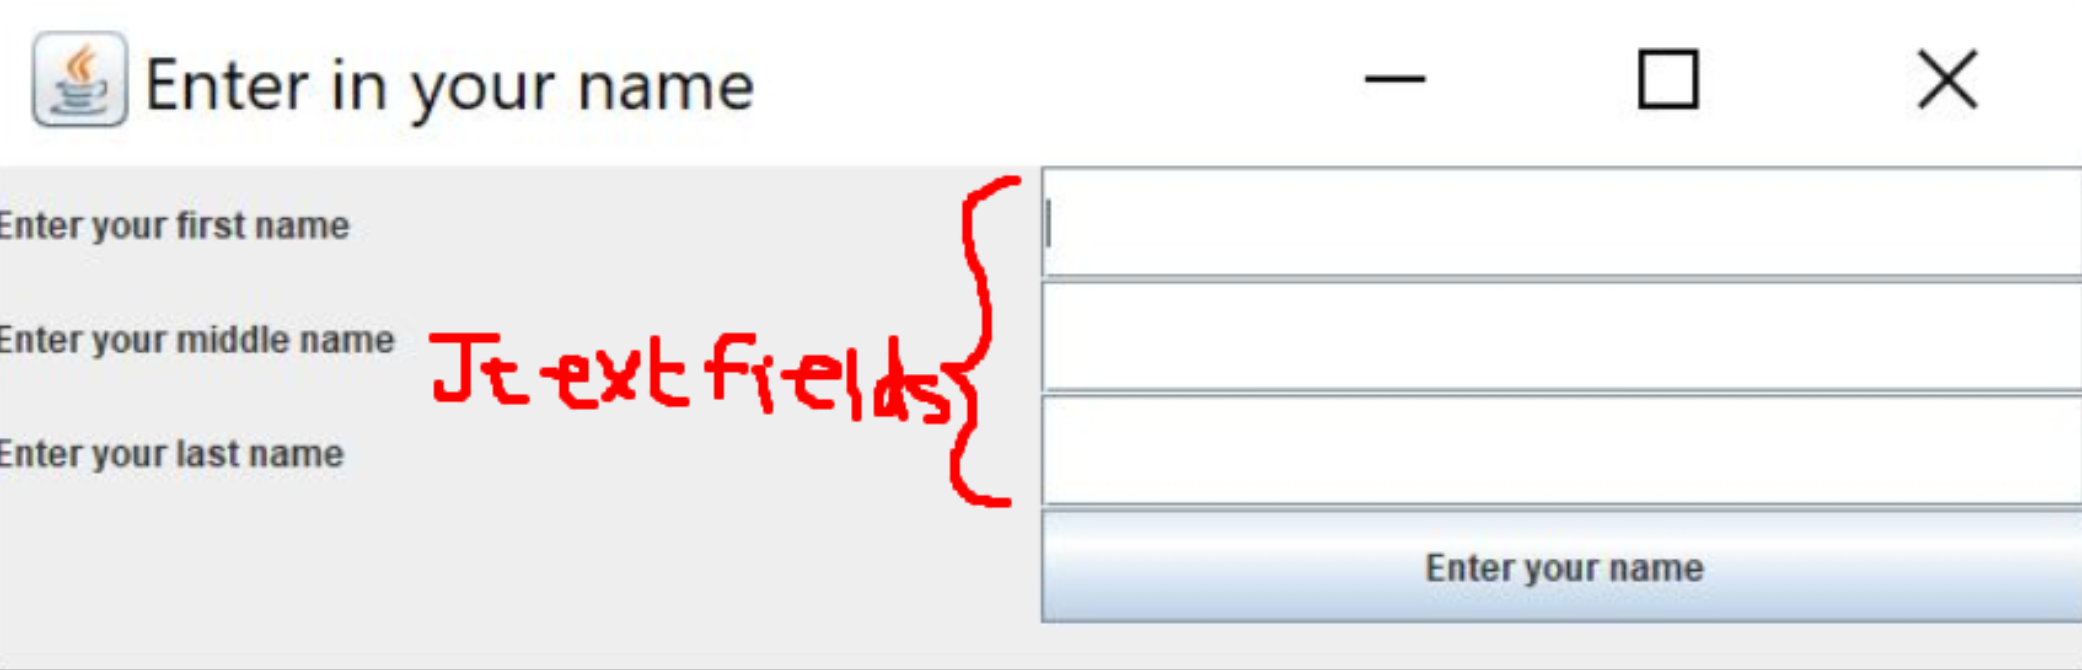 Enter in your name
Enter your first name
Enter your middle name
Jtextfields
Enter your last name
Enter your name